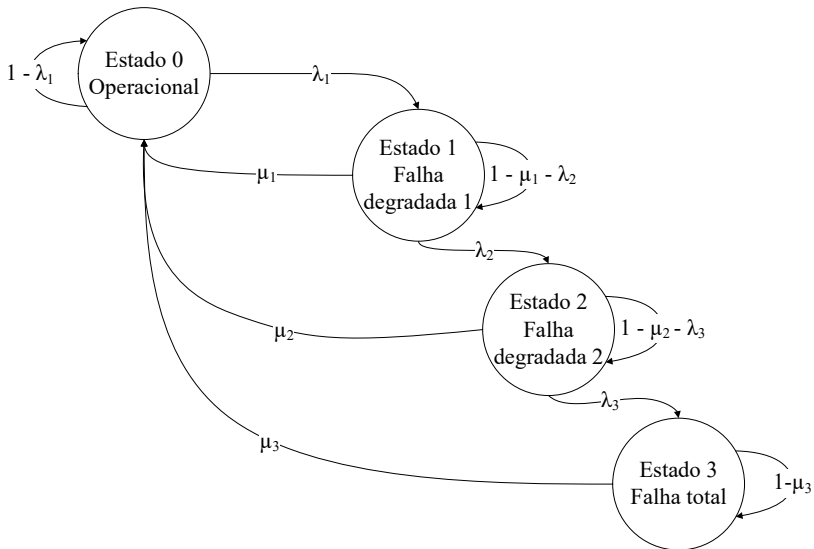 Estado 0
Operacional
1 - λ₁
λ₁
Estado 1
Falha
degradada 1
1 - μ₁ - λ₂
μ₁
λ₂
Estado 2
Falha
degradada 2
1 - μ₂ - λ₃
μ₂
λ₃
Estado 3
Falha total
1-μ₃
μ₃